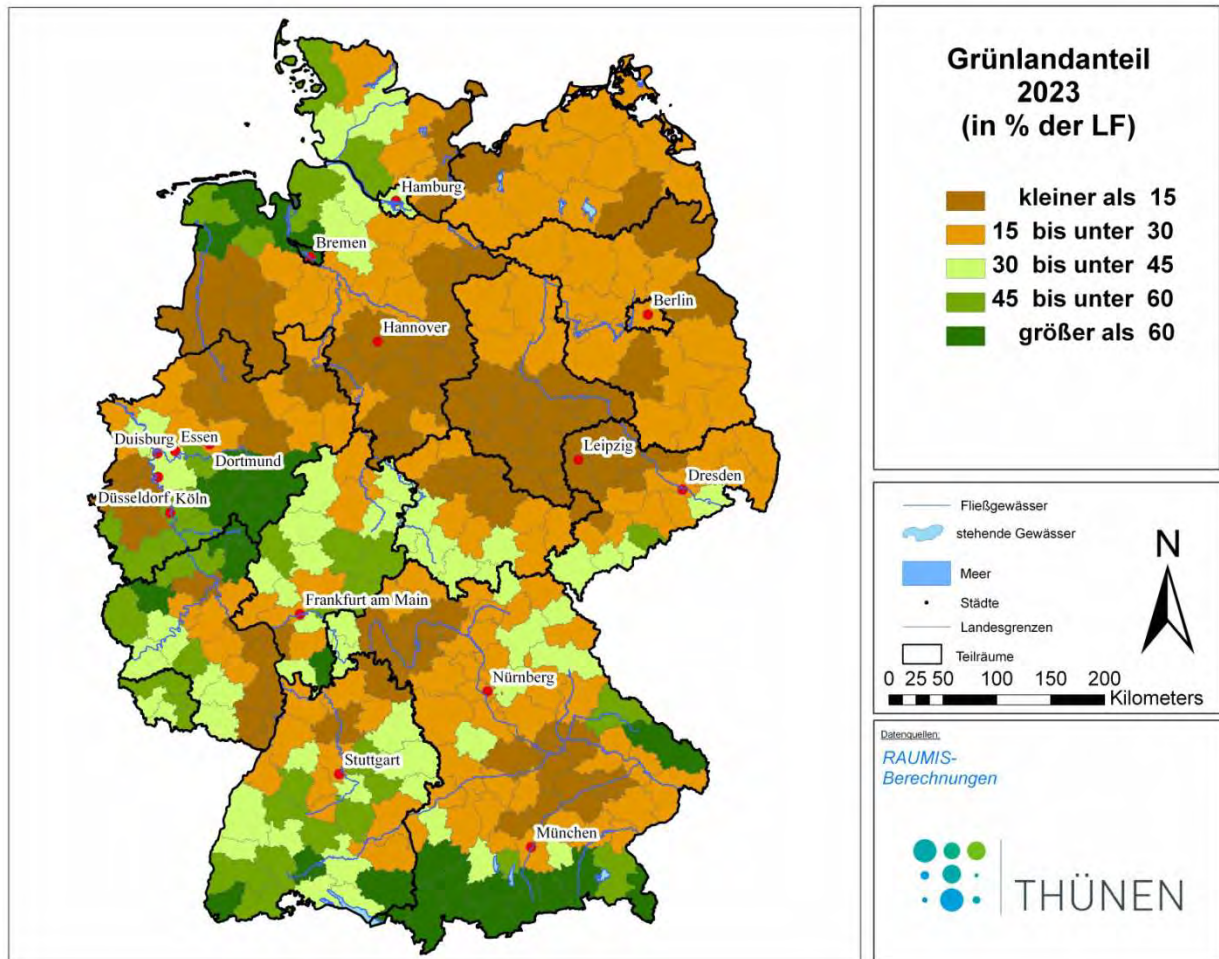 Grünlandanteil
2023
(in % der LF)
kleiner als 15
15 bis unter 30
30 bis unter 45
45 bis unter 60
größer als 60
Hamburg
Bremen
Berlin
Hannover
Duisburg
Essen
Dortmund
Leipzig
Dresden
Düsseldorf
Köln
Frankfurt am Main
Nürnberg
Stuttgart
München
Fließgewässer
stehende Gewässer
Meer
Städte
Landesgrenzen
Teilräume
N
0 25 50 100 150 200
Kilometers
Datenquellen:
RAUMIS-
Berechnungen
THÜNEN